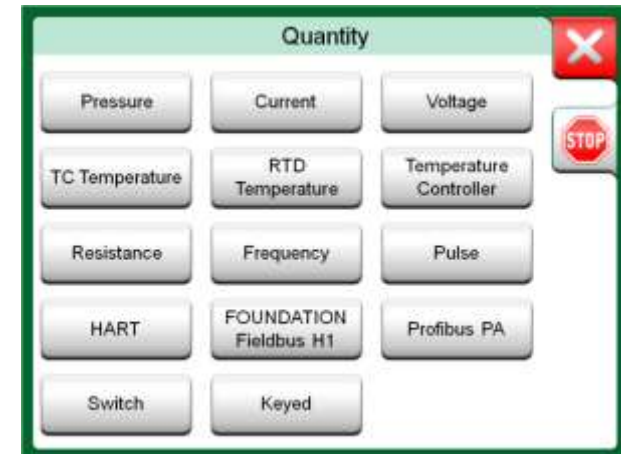 Quantity
Pressure
Current
Voltage
STOP
TC Temperature
RTD
Temperature
Temperature
Controller
Resistance
Frequency
Pulse
HART
FOUNDATION
Fieldbus H1
Profibus PA
Switch
Keyed